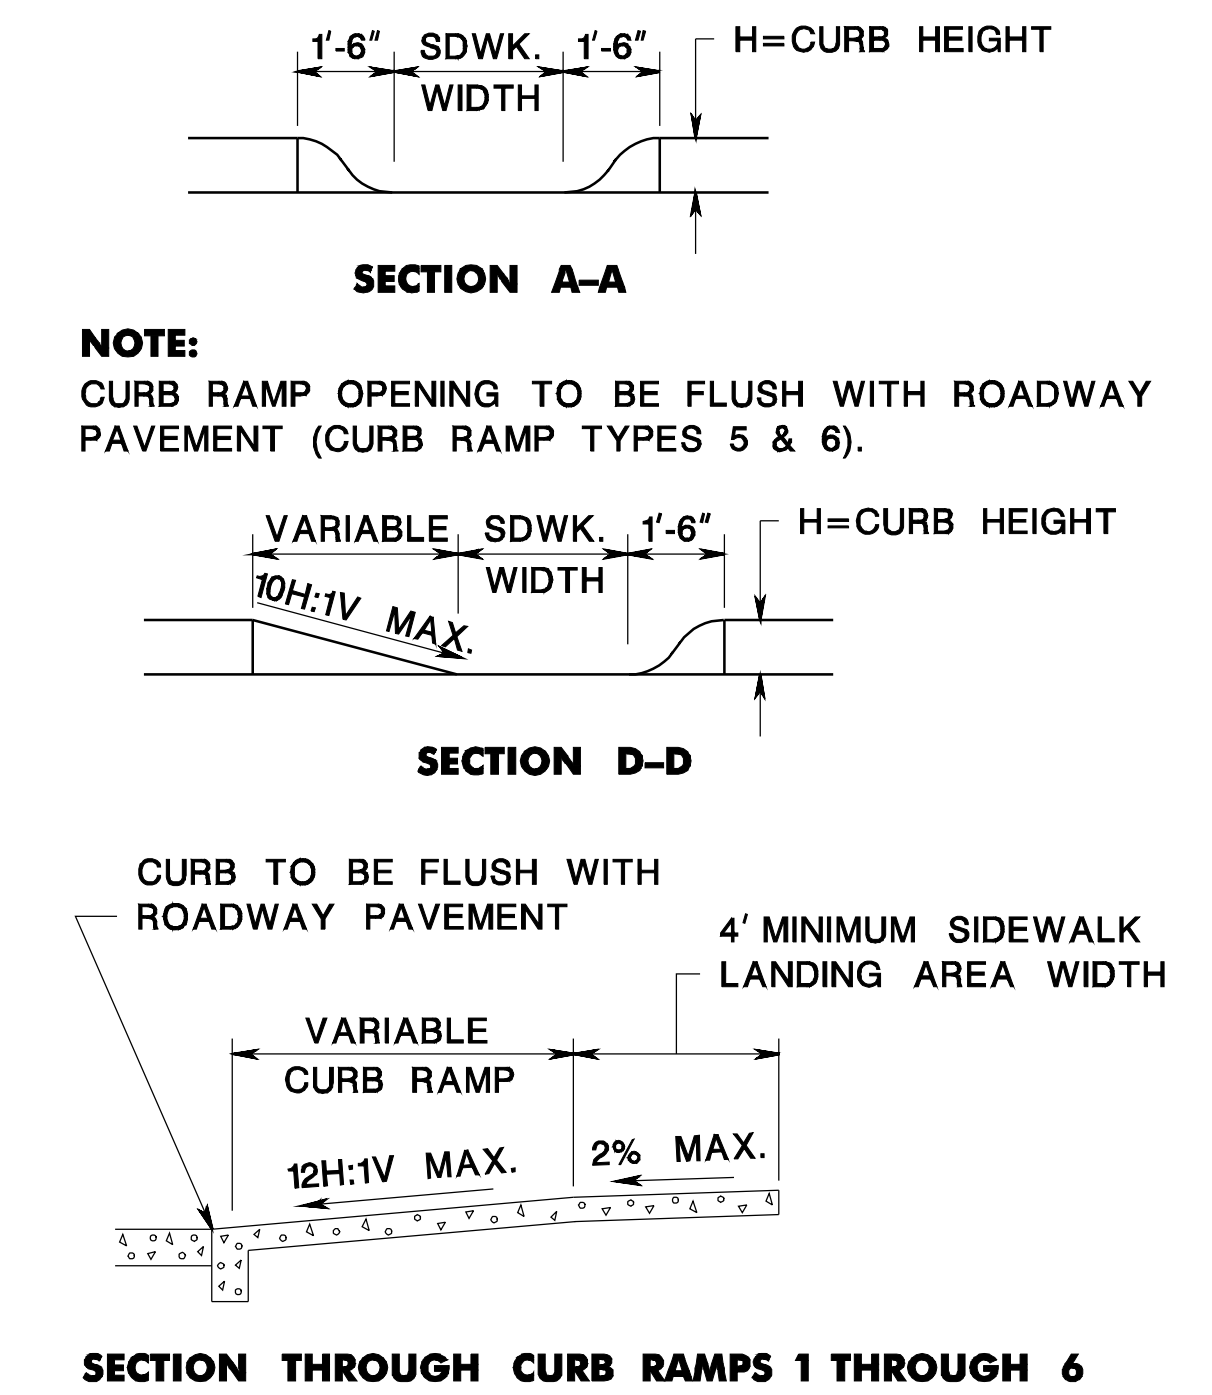 1'-6" SDWK. 1'-6" H=CURB HEIGHT
WIDTH
SECTION A–A
NOTE:
CURB RAMP OPENING TO BE FLUSH WITH ROADWAY
PAVEMENT (CURB RAMP TYPES 5 & 6).
VARIABLE SDWK. 1'-6" H=CURB HEIGHT
WIDTH
10H:1V MAX.
SECTION D–D
CURB TO BE FLUSH WITH
ROADWAY PAVEMENT
4' MINIMUM SIDEWALK
LANDING AREA WIDTH
VARIABLE
CURB RAMP
12H:1V MAX.
2% MAX.
SECTION THROUGH CURB RAMPS 1 THROUGH 6